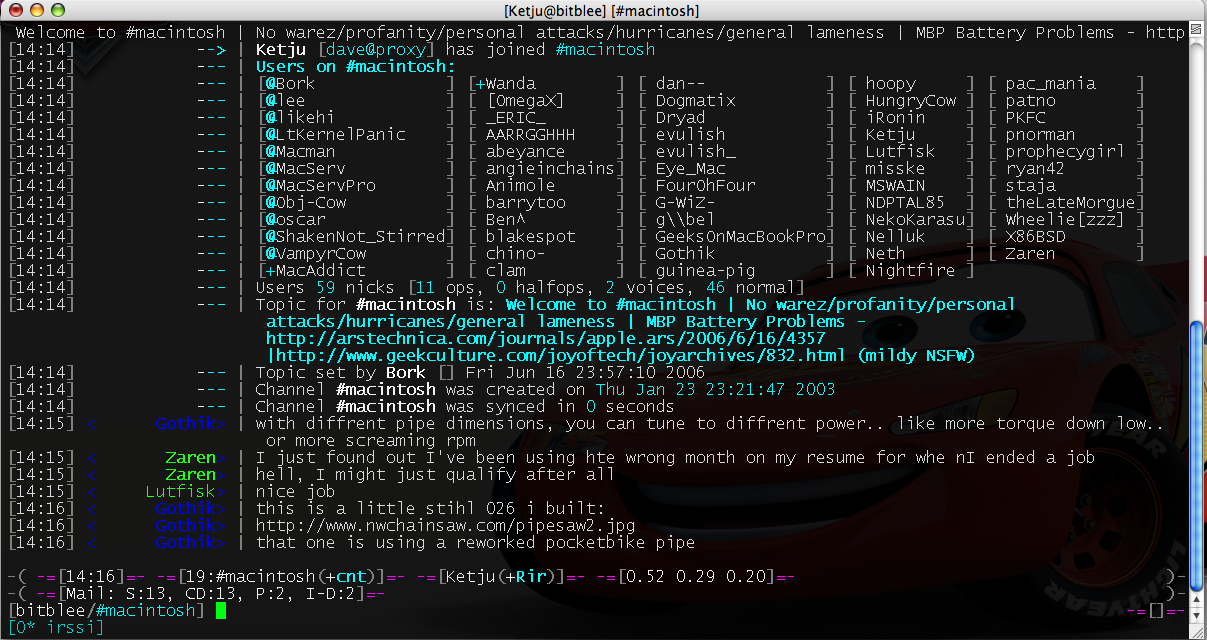 [Ketju@bitblee] [#macintosh]
Welcome to #macintosh | No warez/profanity/personal attacks/hurricanes/general lameness | MBP Battery Problems - http
[14:14] --> | Ketju [dave@proxy] has joined #macintosh
[14:14] --- | Users on #macintosh:
[14:14] --- | [@Bork ] [+Wanda ] [ dan-- ] [ hoopy ] [ pac_mania ]
[14:14] --- | [@lee ] [ [OmegaX] ] [ Dogmatix ] [ HungryCow ] [ patno ]
[14:14] --- | [@likehi ] [ _ERIC_ ] [ Dryad ] [ iRonin ] [ PKFC ]
[14:14] --- | [@LtKernelPanic ] [ AARRGGHHH ] [ evulish ] [ Ketju ] [ pnorman ]
[14:14] --- | [@Macman ] [ abeyance ] [ evulish_ ] [ Lutfisk ] [ prophecygirl ]
[14:14] --- | [@MacServ ] [ angieinchains] [ Eye_Mac ] [ misske ] [ ryan42 ]
[14:14] --- | [@MacServPro ] [ Animole ] [ FourOhFour ] [ MSWAIN ] [ staja ]
[14:14] --- | [@Obj-Cow ] [ barrytoo ] [ G-WiZ- ] [ NDPTAL85 ] [ theLateMorgue]
[14:14] --- | [@oscar ] [ Ben^ ] [ g\\bel ] [ NekoKarasu] [ Wheelie[zzz] ]
[14:14] --- | [@ShakenNot_Stirred] [ blakespot ] [ GeeksOnMacBookPro] [ Nelluk ] [ X86BSD ]
[14:14] --- | [@VampyrCow ] [ chino- ] [ Gothik ] [ Neth ] [ Zaren ]
[14:14] --- | [+MacAddict ] [ clam ] [ guinea-pig ] [ Nightfire ]
[14:14] --- | Users 59 nicks [11 ops, 0 halfops, 2 voices, 46 normal]
[14:14] --- | Topic for #macintosh is: Welcome to #macintosh | No warez/profanity/personal
attacks/hurricanes/general lameness | MBP Battery Problems -
http://arstechnica.com/journals/apple.ars/2006/6/16/4357
|http://www.geekculture.com/joyoftech/joyarchives/832.html (mildy NSFW)
[14:14] --- | Topic set by Bork [] Fri Jun 16 23:57:10 2006
[14:14] --- | Channel #macintosh was created on Thu Jan 23 23:21:47 2003
[14:14] --- | Channel #macintosh was synced in 0 seconds
[14:15] < Gothik> | with diffrent pipe dimensions, you can tune to diffrent power.. like more torque down low..
or more screaming rpm
[14:15] < Zaren> | I just found out I've been using hte wrong month on my resume for whe nI ended a job
[14:15] < Zaren> | hell, I might just qualify after all
[14:15] < Lutfisk> | nice job
[14:16] < Gothik> | this is a little stihl 026 i built:
[14:16] < Gothik> | http://www.nwchainsaw.com/pipesaw2.jpg
[14:16] < Gothik> | that one is using a reworked pocketbike pipe
-( -=[14:16]=- -=[19:#macintosh(+cnt)]=- -=[Ketju(+Rir)]=- -=[0.52 0.29 0.20]=- )-
-( -=[Mail: S:13, CD:13, P:2, I-D:2]=- )-
[bitblee/#macintosh] -=[]=-
[0* irssi]